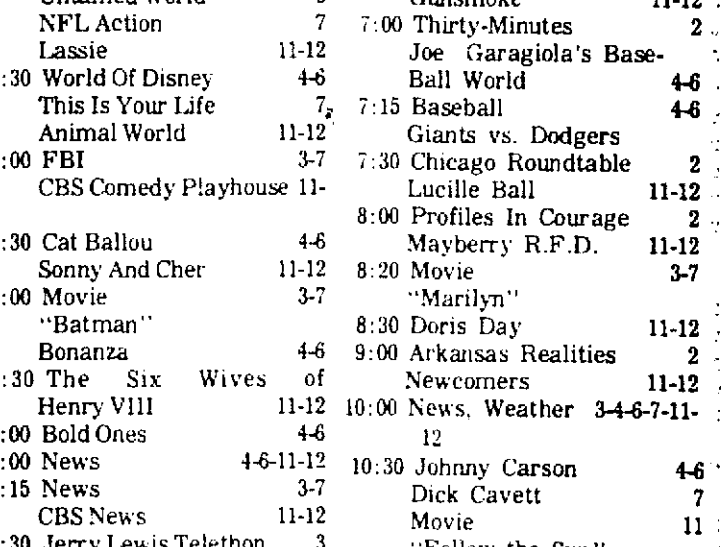 NFL Action 7
Lassie 11-12
:30 World Of Disney 4-6
This Is Your Life 7
Animal World 11-12
:00 FBI 3-7
CBS Comedy Playhouse 11-
:30 Cat Ballou 4-6
Sonny And Cher 11-12
:00 Movie 3-7
"Batman"
Bonanza 4-6
:30 The Six Wives of
Henry VIII 11-12
:00 Bold Ones 4-6
:00 News 4-6-11-12
:15 News 3-7
CBS News 11-12
:30 Jerry Lewis Telethon 3
Gunsmoke 11-12
7:00 Thirty-Minutes 2
Joe Garagiola's Base-
Ball World 4-6
7:15 Baseball 4-6
Giants vs. Dodgers
7:30 Chicago Roundtable 2
Lucille Ball 11-12
8:00 Profiles In Courage 2
Mayberry R.F.D. 11-12
8:20 Movie 3-7
"Marilyn"
8:30 Doris Day 11-12
9:00 Arkansas Realities 2
Newcomers 11-12
10:00 News, Weather 3-4-6-7-11-
12
10:30 Johnny Carson 4-6
Dick Cavett 7
Movie 11
"Follow the Sun"